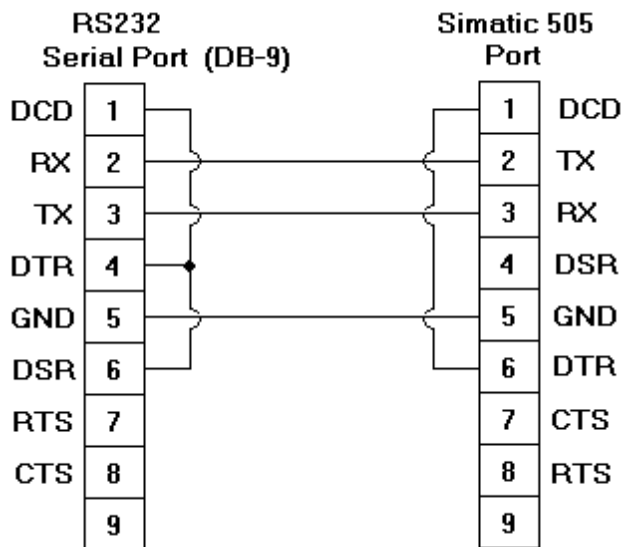 RS232
Serial Port (DB-9)
Simatic 505
Port
DCD 1 1 DCD
RX 2 2 TX
TX 3 3 RX
DTR 4 4 DSR
GND 5 5 GND
DSR 6 6 DTR
RTS 7 7 CTS
CTS 8 8 RTS
9 9